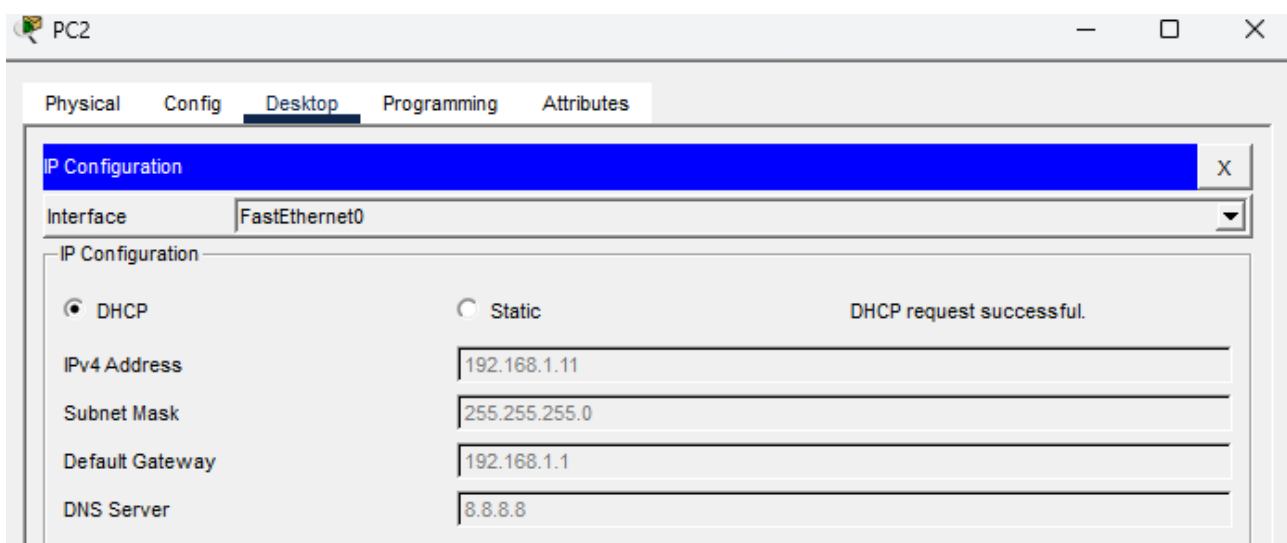 PC2
Physical Config Desktop Programming Attributes
IP Configuration X
Interface FastEthernet0
IP Configuration
DHCP Static DHCP request successful.
IPv4 Address 192.168.1.11
Subnet Mask 255.255.255.0
Default Gateway 192.168.1.1
DNS Server 8.8.8.8